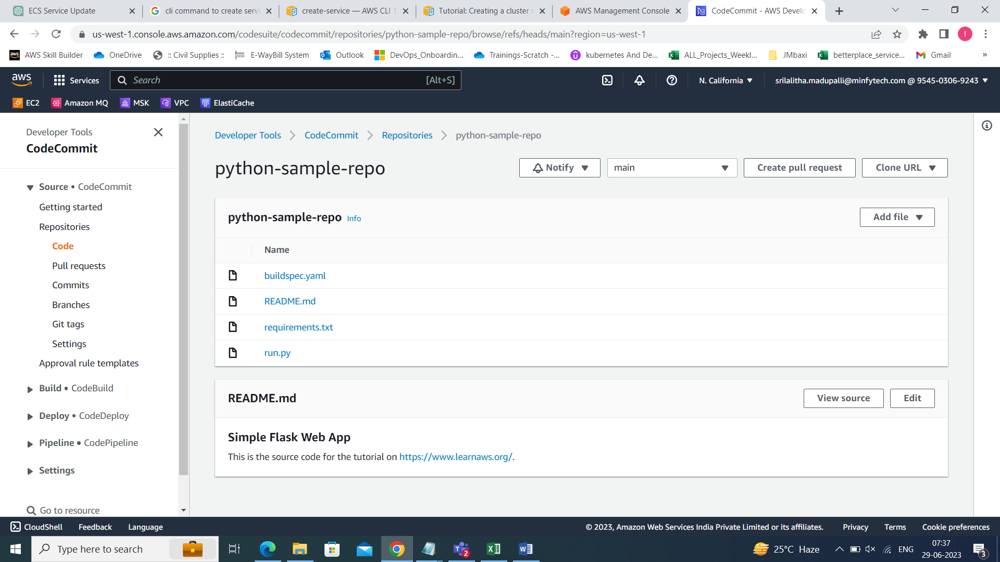 ECS Service Update
cli command to create servi
create-service — AWS CLI 1
Tutorial: Creating a cluster w
AWS Management Console
CodeCommit - AWS Develo
us-west-1.console.aws.amazon.com/codesuite/codecommit/repositories/python-sample-repo/browse/refs/heads/main?region=us-west-1
I
aws AWS Skill Builder
OneDrive
:: Civil Supplies ::
E-WayBill System
Outlook
DevOps_Onboardin...
Trainings-Scratch -...
kubernetes And De...
ALL_Projects_Weekl...
JMbaxi
betterplace_service...
Gmail
»
aws
Services
Search
[Alt+S]
N. California
srilalitha.madupalli@minfytech.com @ 9545-0306-9243
EC2
Amazon MQ
MSK
VPC
ElastiCache
Developer Tools
CodeCommit
Source • CodeCommit
Getting started
Repositories
Code
Pull requests
Commits
Branches
Git tags
Settings
Approval rule templates
Build • CodeBuild
Deploy • CodeDeploy
Pipeline • CodePipeline
Settings
Go to resource
Developer Tools
CodeCommit
Repositories
python-sample-repo
python-sample-repo
Notify
main
Create pull request
Clone URL
python-sample-repo Info
Add file
Name
buildspec.yaml
README.md
requirements.txt
run.py
README.md
View source
Edit
Simple Flask Web App
This is the source code for the tutorial on https://www.learnaws.org/.
CloudShell
Feedback
Language
© 2023, Amazon Web Services India Private Limited or its affiliates.
Privacy
Terms
Cookie preferences
Type here to search
2
25°C Haze
ENG
07:37
29-06-2023
3